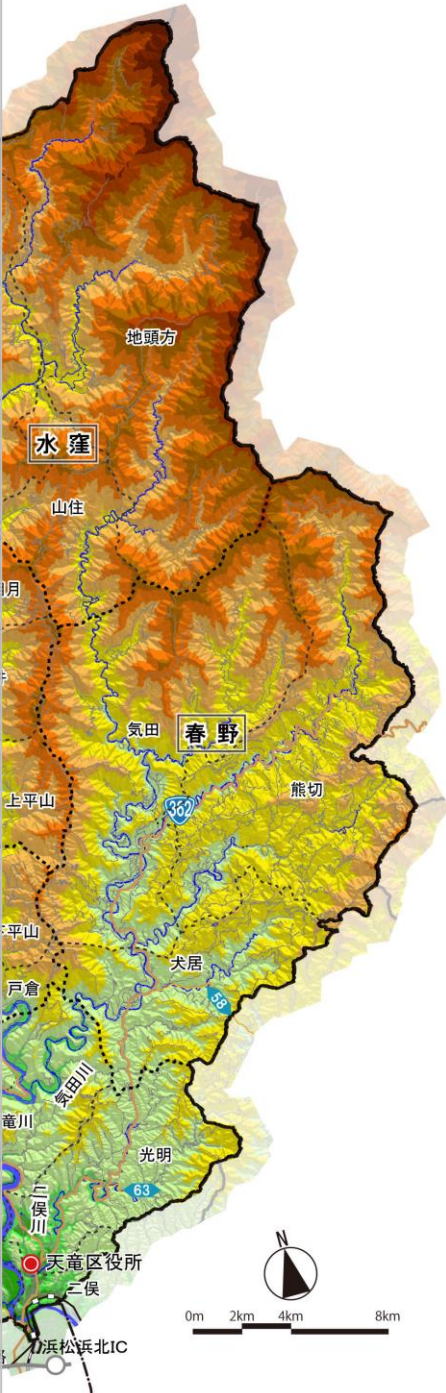 地頭方
水窪
山住
月
気田
春野
362
熊切
上平山
平山
犬居
戸倉
58
気田川
竜川
光明
63
二俣川
天竜区役所
二俣
浜松浜北IC
N
0m 2km 4km 8km